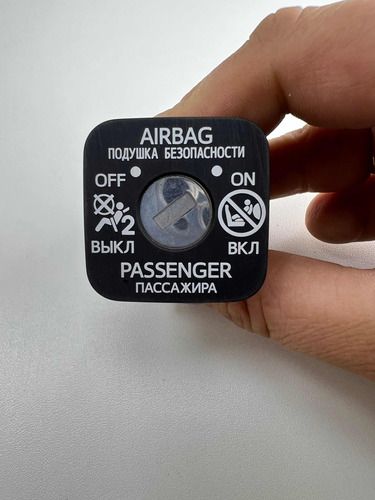 AIRBAG
ПОДУШКА БЕЗОПАСНОСТИ
OFF ON
2
ВЫКЛ ВКЛ
PASSENGER
ПАССАЖИРА